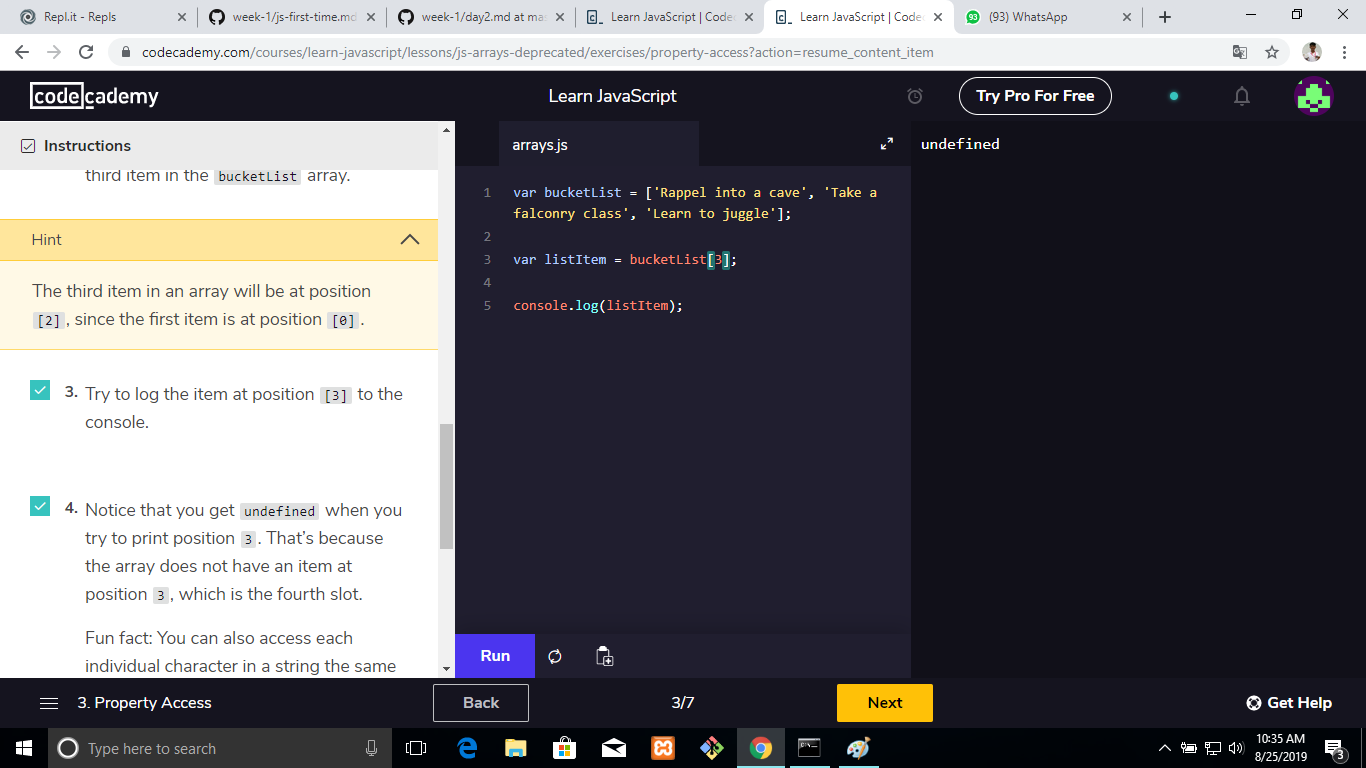 Repl.it - Repls
week-1/js-first-time.md
week-1/day2.md at mas
Learn JavaScript | Code
Learn JavaScript | Code
(93) WhatsApp
codecademy.com/courses/learn-javascript/lessons/js-arrays-deprecated/exercises/property-access?action=resume_content_item
codecademy
Learn JavaScript
Try Pro For Free
Instructions
third item in the bucketList array.
Hint
The third item in an array will be at position
[2], since the first item is at position [0].
3. Try to log the item at position [3] to the
console.
4. Notice that you get undefined when you
try to print position 3. That’s because
the array does not have an item at
position 3, which is the fourth slot.
Fun fact: You can also access each
individual character in a string the same
arrays.js
1 var bucketList = ['Rappel into a cave', 'Take a
falconry class', 'Learn to juggle'];
2
3 var listItem = bucketList[3];
4
5 console.log(listItem);
undefined
Run
3. Property Access
Back
3/7
Next
Get Help
Type here to search
10:35 AM
8/25/2019
3